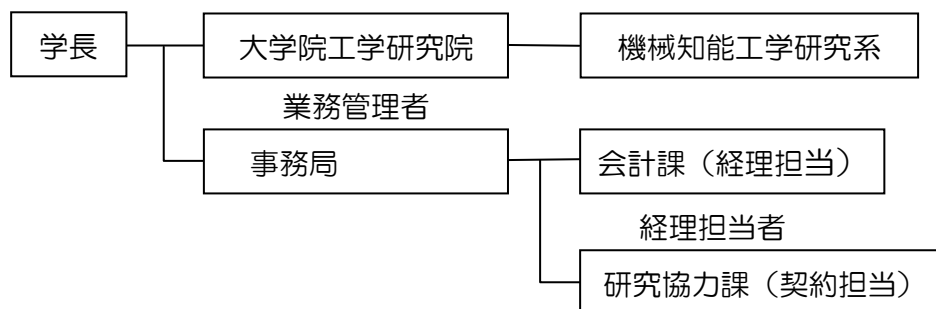 学長
大学院工学研究院
機械知能工学研究系
業務管理者
事務局
会計課(経理担当)
経理担当者
研究協力課(契約担当)